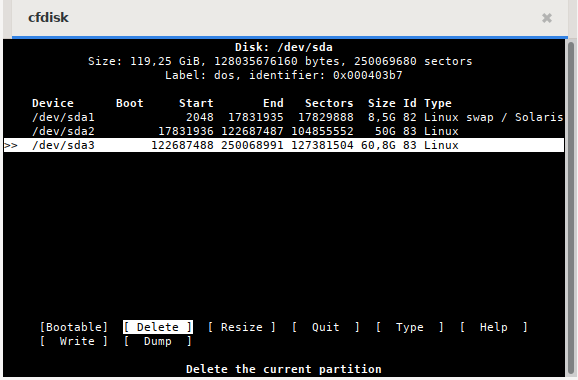 cfdisk
Disk: /dev/sda
Size: 119,25 GiB, 128035676160 bytes, 250069680 sectors
Label: dos, identifier: 0x000403b7
Device Boot Start End Sectors Size Id Type
/dev/sda1 2048 17831935 17829888 8,5G 82 Linux swap / Solaris
/dev/sda2 17831936 122687487 104855552 50G 83 Linux
>> /dev/sda3 122687488 250068991 127381504 60,8G 83 Linux
[Bootable] [ Delete ] [ Resize ] [ Quit ] [ Type ] [ Help ]
[ Write ] [ Dump ]
Delete the current partition